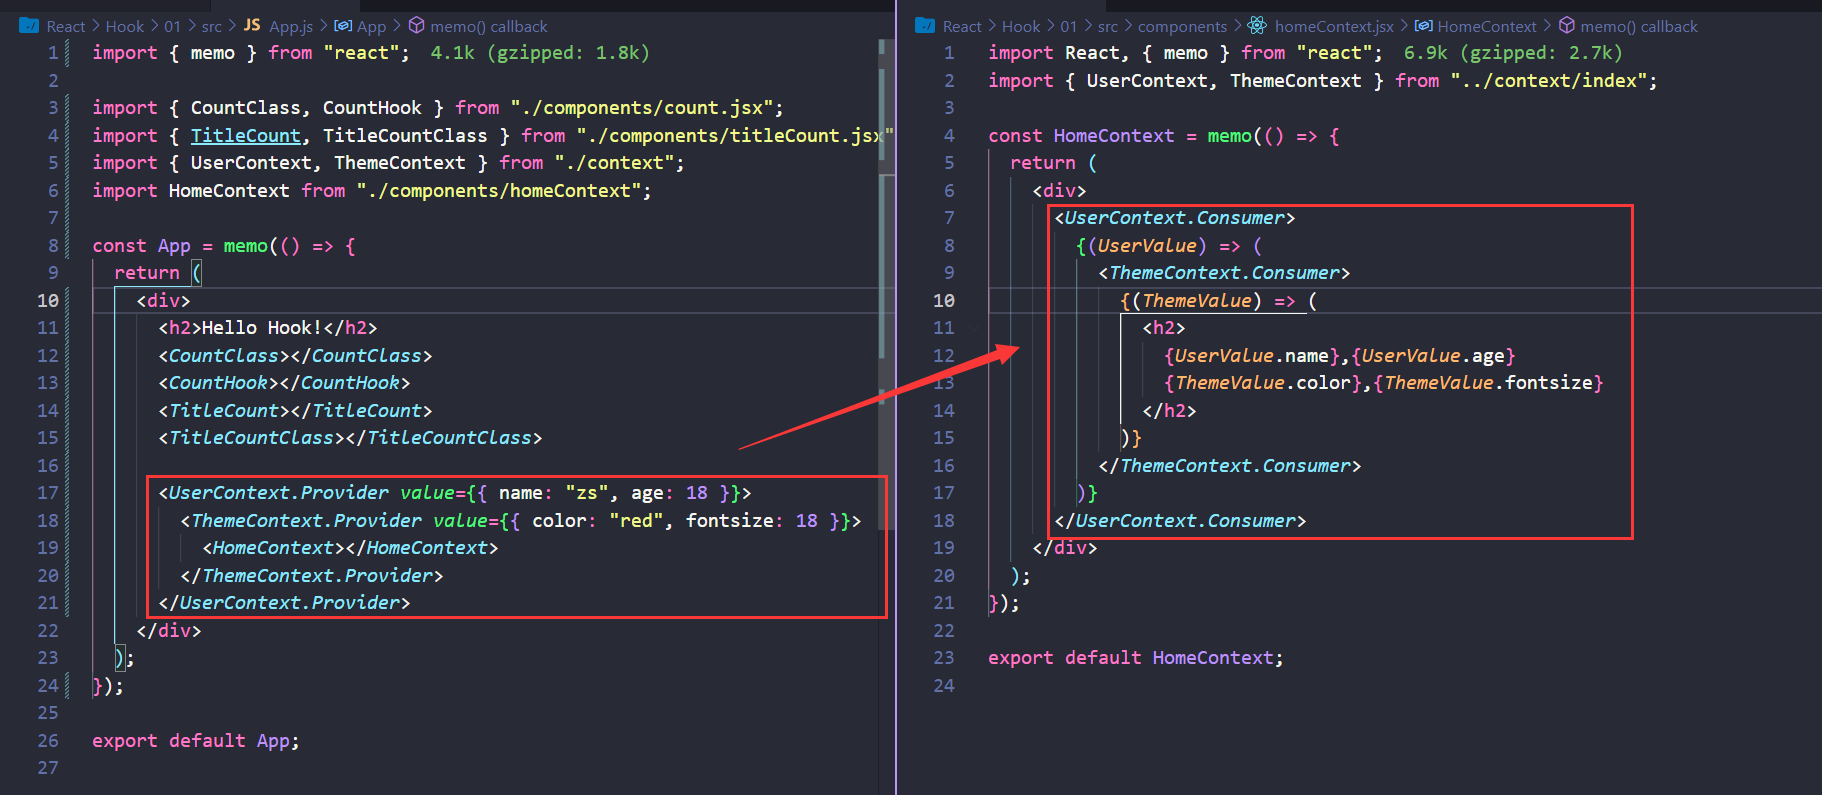 React > Hook > 01 > src > JS App.js > App > memo() callback
1 import { memo } from "react"; 4.1k (gzipped: 1.8k)
2
3 import { CountClass, CountHook } from "./components/count.jsx";
4 import { TitleCount, TitleCountClass } from "./components/titleCount.jsx"
5 import { UserContext, ThemeContext } from "./context";
6 import HomeContext from "./components/homeContext";
7
8 const App = memo(() => {
9 return (
10 <div>
11 <h2>Hello Hook!</h2>
12 <CountClass></CountClass>
13 <CountHook></CountHook>
14 <TitleCount></TitleCount>
15 <TitleCountClass></TitleCountClass>
16
17 <UserContext.Provider value={{ name: "zs", age: 18 }}>
18 <ThemeContext.Provider value={{ color: "red", fontsize: 18 }}>
19 <HomeContext></HomeContext>
20 </ThemeContext.Provider>
21 </UserContext.Provider>
22 </div>
23 );
24 });
25
26 export default App;
27
React > Hook > 01 > src > components > homeContext.jsx > HomeContext > memo() callback
1 import React, { memo } from "react"; 6.9k (gzipped: 2.7k)
2 import { UserContext, ThemeContext } from "../context/index";
3
4 const HomeContext = memo(() => {
5 return (
6 <div>
7 <UserContext.Consumer>
8 {(UserValue) => (
9 <ThemeContext.Consumer>
10 {(ThemeValue) => (
11 <h2>
12 {UserValue.name},{UserValue.age}
13 {ThemeValue.color},{ThemeValue.fontsize}
14 </h2>
15 )}
16 </ThemeContext.Consumer>
17 )}
18 </UserContext.Consumer>
19 </div>
20 );
21 });
22
23 export default HomeContext;
24